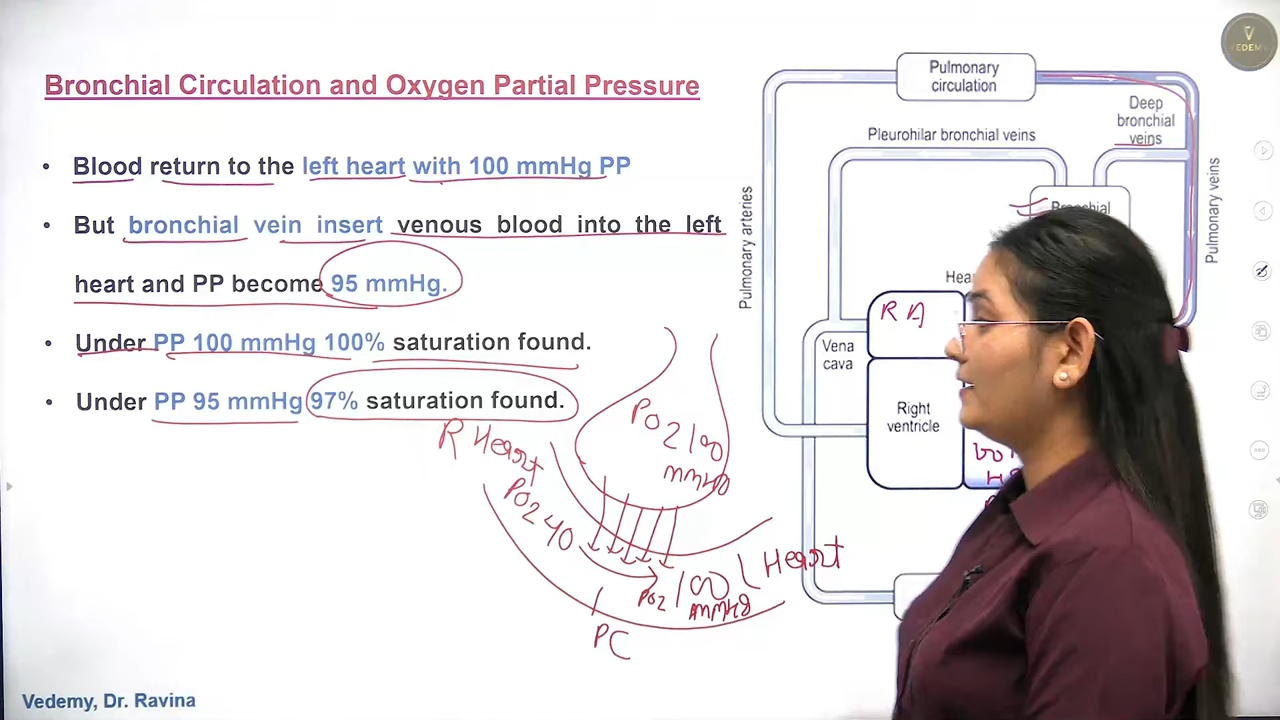 Bronchial Circulation and Oxygen Partial Pressure
• Blood return to the left heart with 100 mmHg PP
• But bronchial vein insert venous blood into the left
heart and PP become 95 mmHg.
• Under PP 100 mmHg 100% saturation found.
• Under PP 95 mmHg 97% saturation found.
R Heart
PO2 40
PO2 100
mmHg
PO2 100
mmHg
L Heart
PC
Pulmonary
circulation
Deep
bronchial
veins
Pleurohilar bronchial veins
Pulmonary arteries
Pulmonary veins
Bronchial
RA
Vena
cava
Right
ventricle
VEDEMY
Vedemy, Dr. Ravina